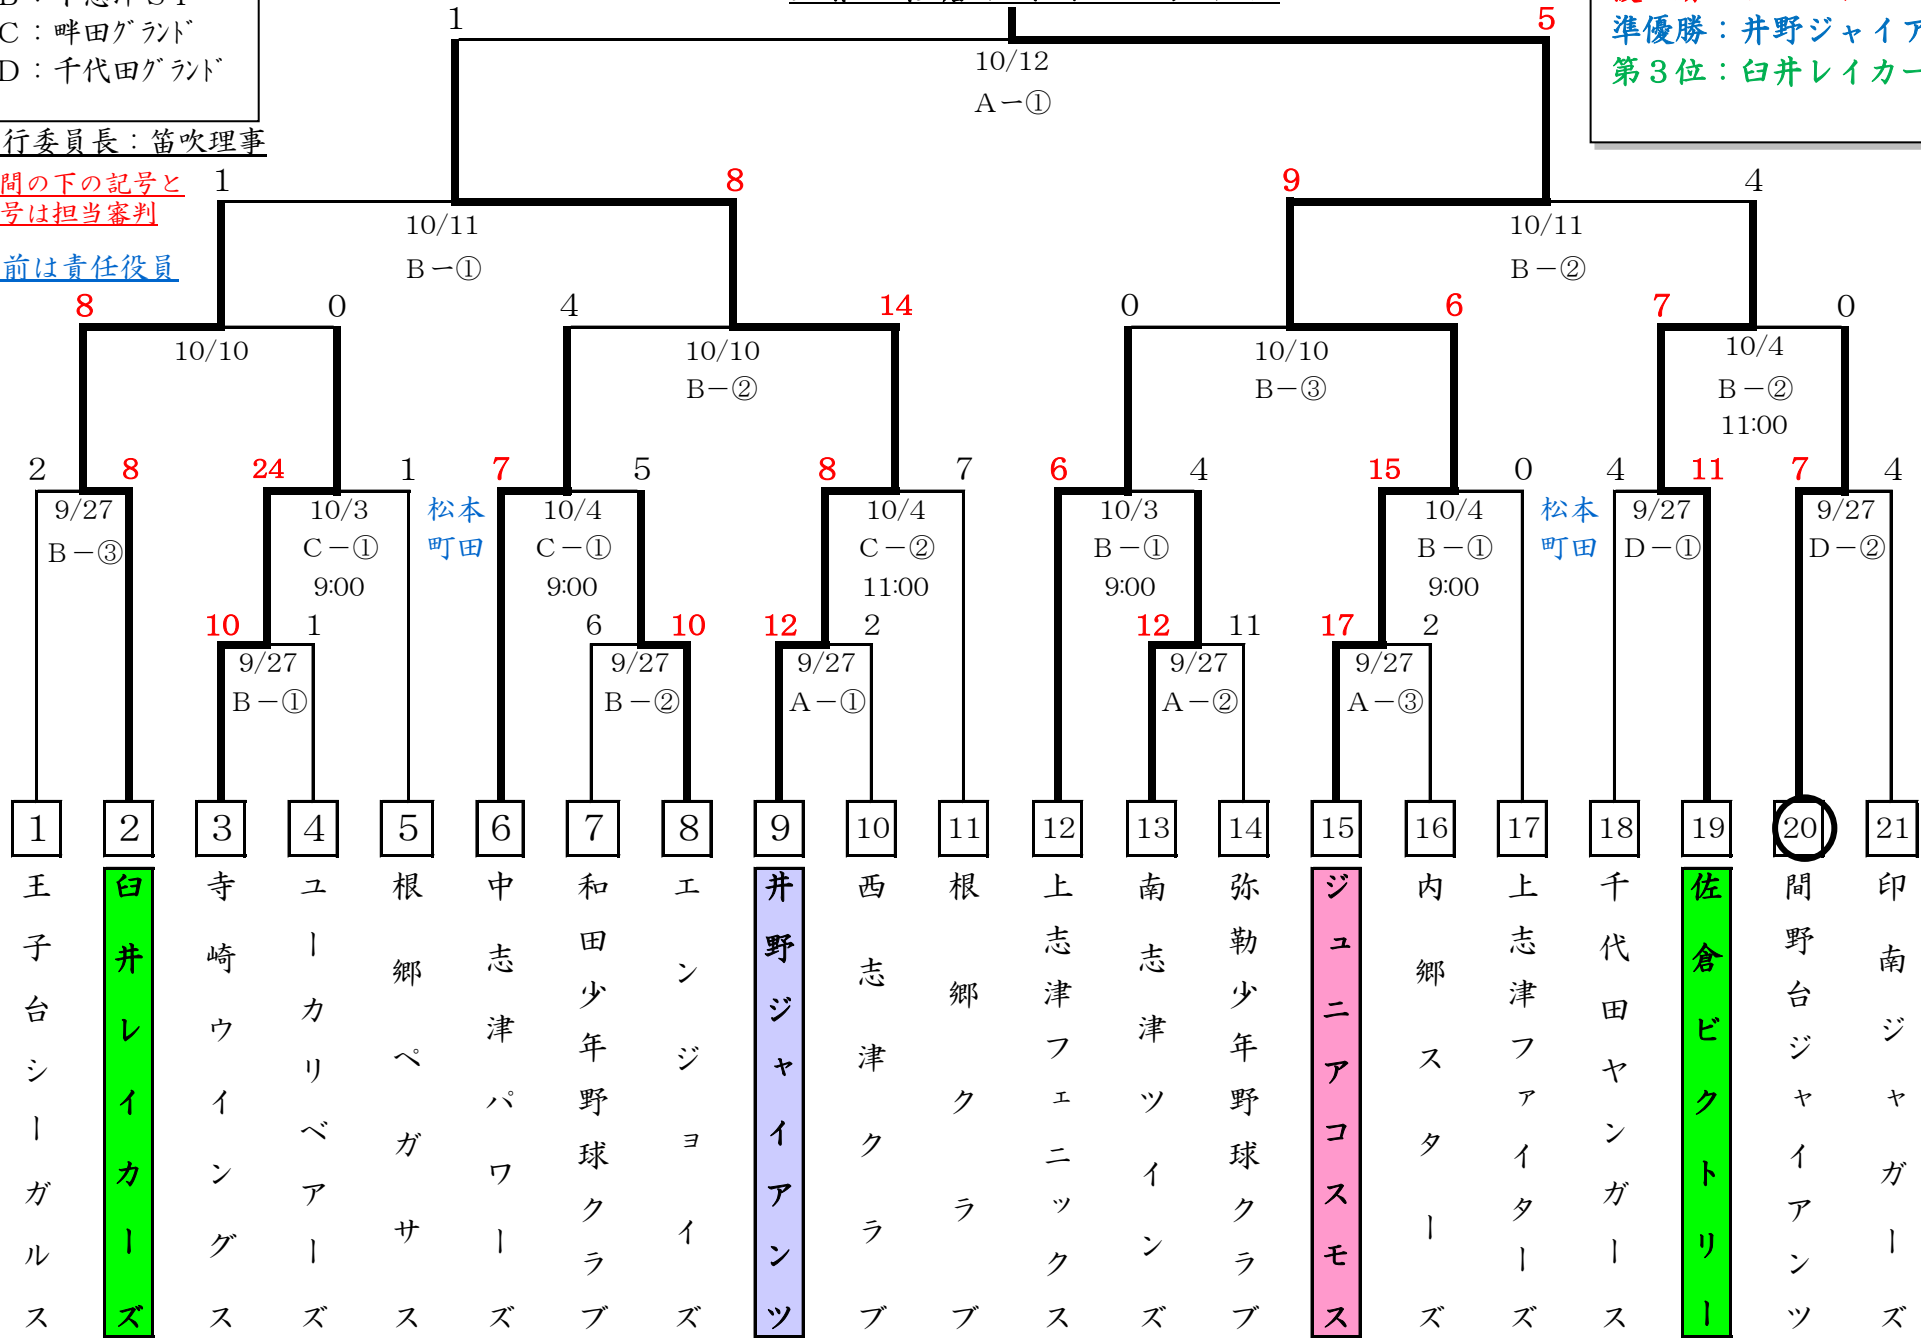 C：畔田グランド
D：千代田グランド
準優勝：井野ジャイア
第３位：臼井レイカー
行委員長：笛吹理事
間の下の記号と
号は担当審判
前は責任役員
1 5
10/12
A－①
1 8 9 4
10/11 10/11
B－① B－②
8 0 4 14 0 6 7 0
10/10 10/10 10/10 10/4
B－② B－③ B－②
11:00
2 8 24 1 7 5 8 7 6 4 15 0 4 11 7 4
9/27 10/3 松本 10/4 10/4 10/3 10/4 松本 9/27 9/27
B－③ C－① 町田 C－① C－② B－① B－① 町田 D－① D－②
9:00 9:00 11:00 9:00 9:00
10 1 6 10 12 2 12 11 17 2
9/27 9/27 9/27 9/27 9/27
B－① B－② A－① A－② A－③
1 2 3 4 5 6 7 8 9 10 11 12 13 14 15 16 17 18 19 20 21
王子台シーガルス
臼井レイカーズ
寺崎ウイングス
ユーカリベアーズ
根郷ペガサス
中志津パワーズ
和田少年野球クラブ
エンジョイズ
井野ジャイアンツ
西志津クラブ
根郷クラブ
上志津フェニックス
南志津ツインズ
弥勒少年野球クラブ
ジュニアコスモス
内郷スターズ
上志津ファイターズ
千代田ヤンガース
佐倉ビクトリー
間野台ジャイアンツ
印南ジャガーズ